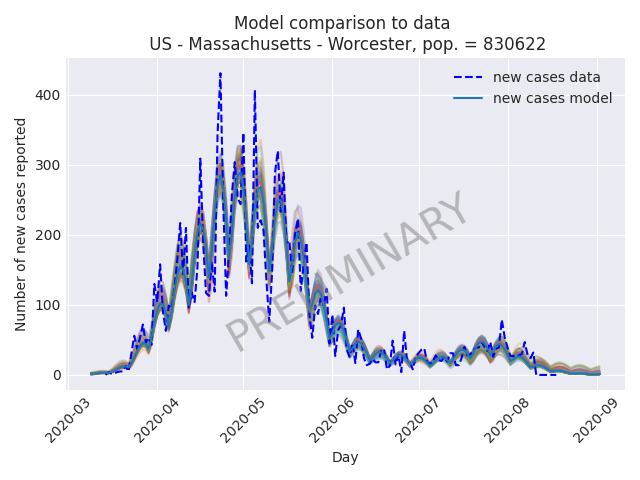 Model comparison to data
US - Massachusetts - Worcester, pop. = 830622
new cases data
new cases model
Number of new cases reported
400
300
200
100
0
PRELIMINARY
2020-03
2020-04
2020-05
2020-06
2020-07
2020-08
2020-09
Day